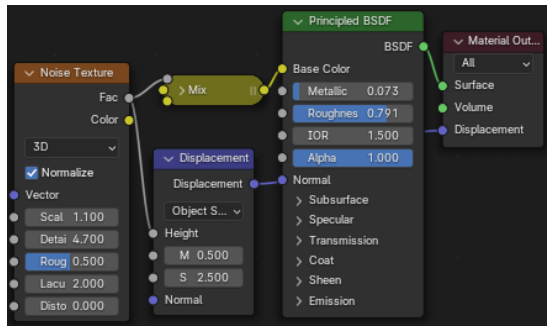 Noise Texture
Fac
Color
3D
Normalize
Vector
Scal 1.100
Detai 4.700
Roug 0.500
Lacu 2.000
Disto 0.000
Mix
Displacement
Displacement
Object S...
Height
M 0.500
S 2.500
Normal
Principled BSDF
BSDF
Base Color
Metallic 0.073
Roughnes 0.791
IOR 1.500
Alpha 1.000
Normal
Subsurface
Specular
Transmission
Coat
Sheen
Emission
Material Out...
All
Surface
Volume
Displacement